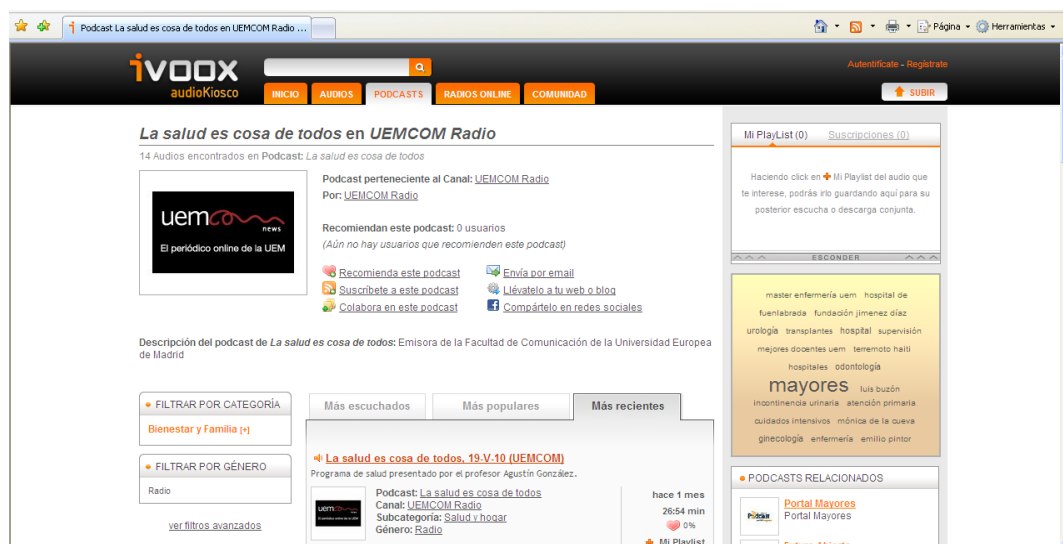 Podcast La salud es cosa de todos en UEMCOM Radio ...
Página
Herramientas
ivoox
audioKiosco
Autentifícate - Regístrate
INICIO AUDIOS PODCASTS RADIOS ONLINE COMUNIDAD
SUBIR
La salud es cosa de todos en UEMCOM Radio
14 Audios encontrados en Podcast: La salud es cosa de todos
uemcom
news
El periódico online de la UEM
Podcast perteneciente al Canal: UEMCOM Radio
Por: UEMCOM Radio
Recomiendan este podcast: 0 usuarios
(Aún no hay usuarios que recomienden este podcast)
Recomienda este podcast Envía por email
Suscríbete a este podcast Llévatelo a tu web o blog
Colabora en este podcast Compártelo en redes sociales
Descripción del podcast de La salud es cosa de todos: Emisora de la Facultad de Comunicación de la Universidad Europea
de Madrid
FILTRAR POR CATEGORÍA
Bienestar y Familia [+]
FILTRAR POR GÉNERO
Radio
ver filtros avanzados
Más escuchados Más populares Más recientes
La salud es cosa de todos, 19-V-10 (UEMCOM)
Programa de salud presentado por el profesor Agustín González.
Podcast: La salud es cosa de todos
Canal: UEMCOM Radio
Subcategoría: Salud y hogar
Género: Radio
hace 1 mes
26:54 min
0%
Mi Playlist
Mi PlayList (0) Suscripciones (0)
Haciendo click en Mi Playlist del audio que
te interese, podrás irlo guardando aquí para su
posterior escucha o descarga conjunta.
ESCONDER
master enfermería uem hospital de
fuenlabrada fundación jimenez díaz
urología transplantes hospital supervisión
mejores docentes uem terremoto haiti
hospitales odontología
mayores luis buzón
incontinencia urinaria atención primaria
cuidados intensivos mónica de la cueva
ginecología enfermería emilio pintor
PODCASTS RELACIONADOS
Portal Mayores
Portal Mayores